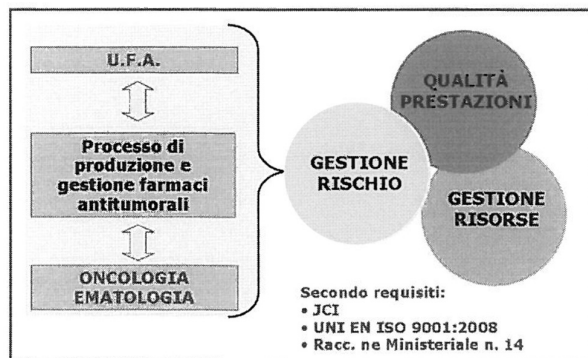 U.F.A.
Processo di
produzione e
gestione farmaci
antitumorali
ONCOLOGIA
EMATOLOGIA
GESTIONE
RISCHIO
QUALITÀ
PRESTAZIONI
GESTIONE
RISORSE
Secondo requisiti:
• JCI
• UNI EN ISO 9001:2008
• Racc. ne Ministeriale n. 14